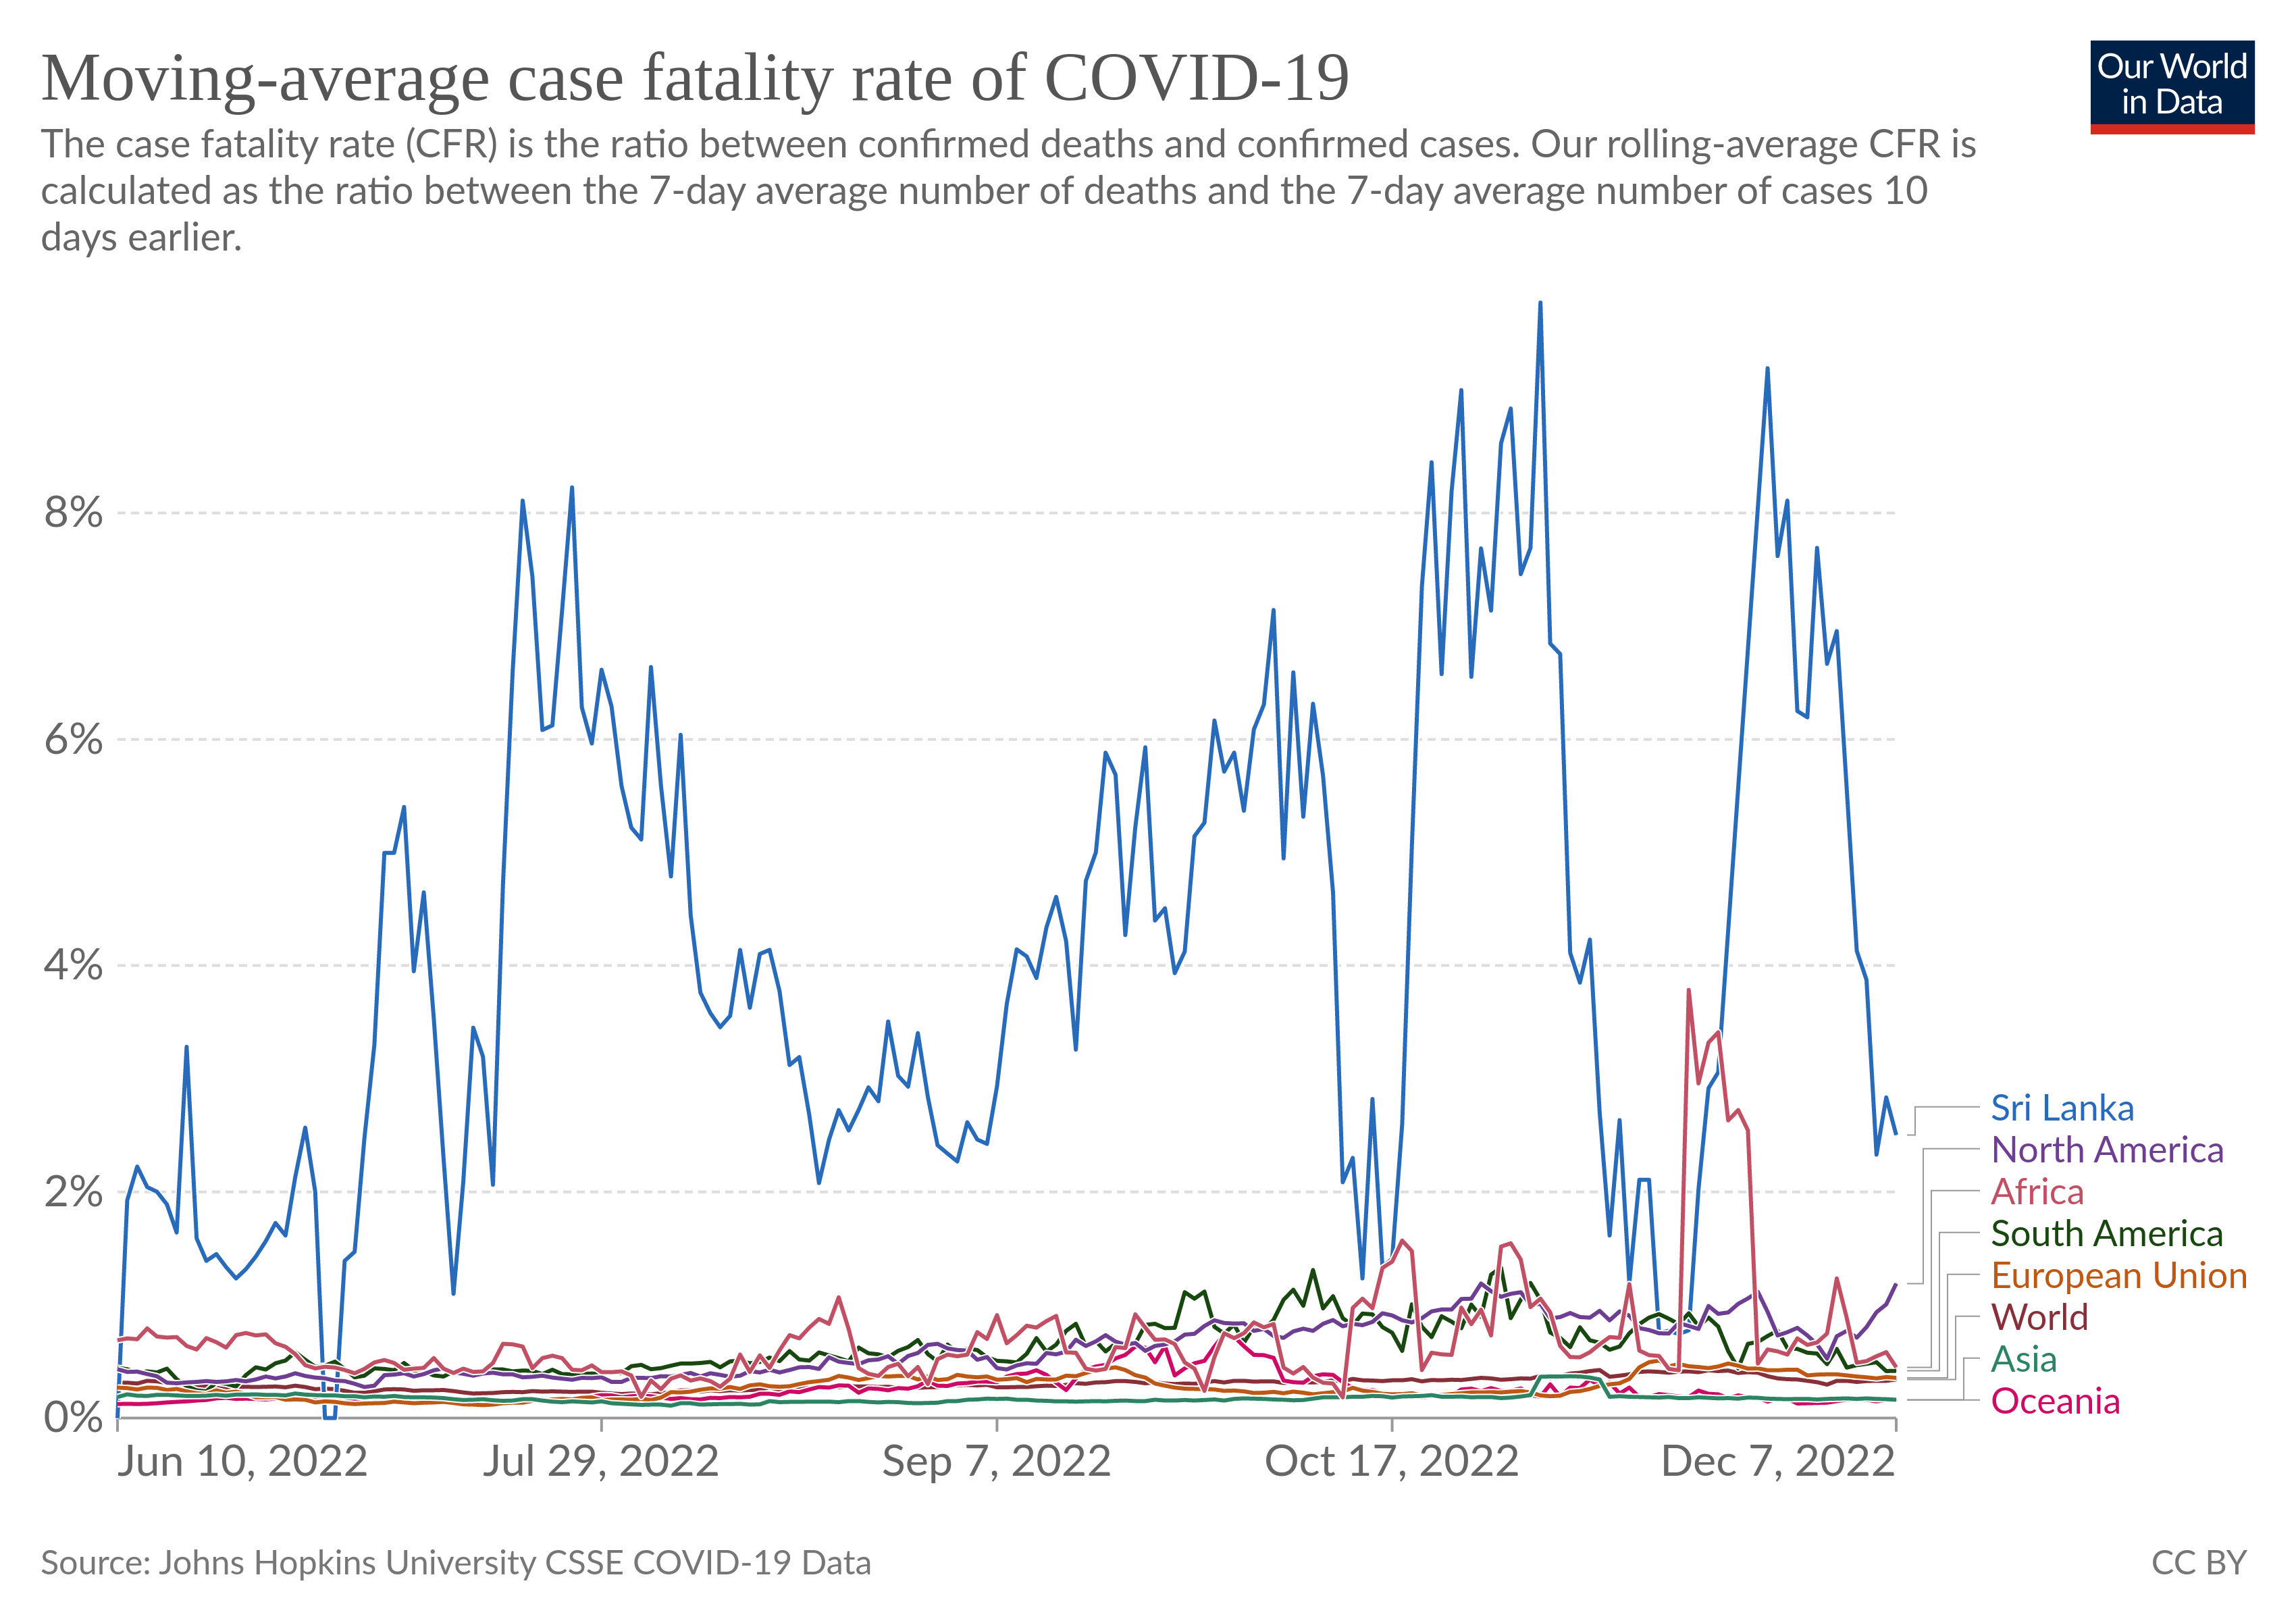 Moving-average case fatality rate of COVID-19
Our World
in Data
The case fatality rate (CFR) is the ratio between confirmed deaths and confirmed cases. Our rolling-average CFR is
calculated as the ratio between the 7-day average number of deaths and the 7-day average number of cases 10
days earlier.
8%
6%
4%
2%
0%
Sri Lanka
North America
Africa
South America
European Union
World
Asia
Oceania
Jun 10, 2022
Jul 29, 2022
Sep 7, 2022
Oct 17, 2022
Dec 7, 2022
Source: Johns Hopkins University CSSE COVID-19 Data
CC BY